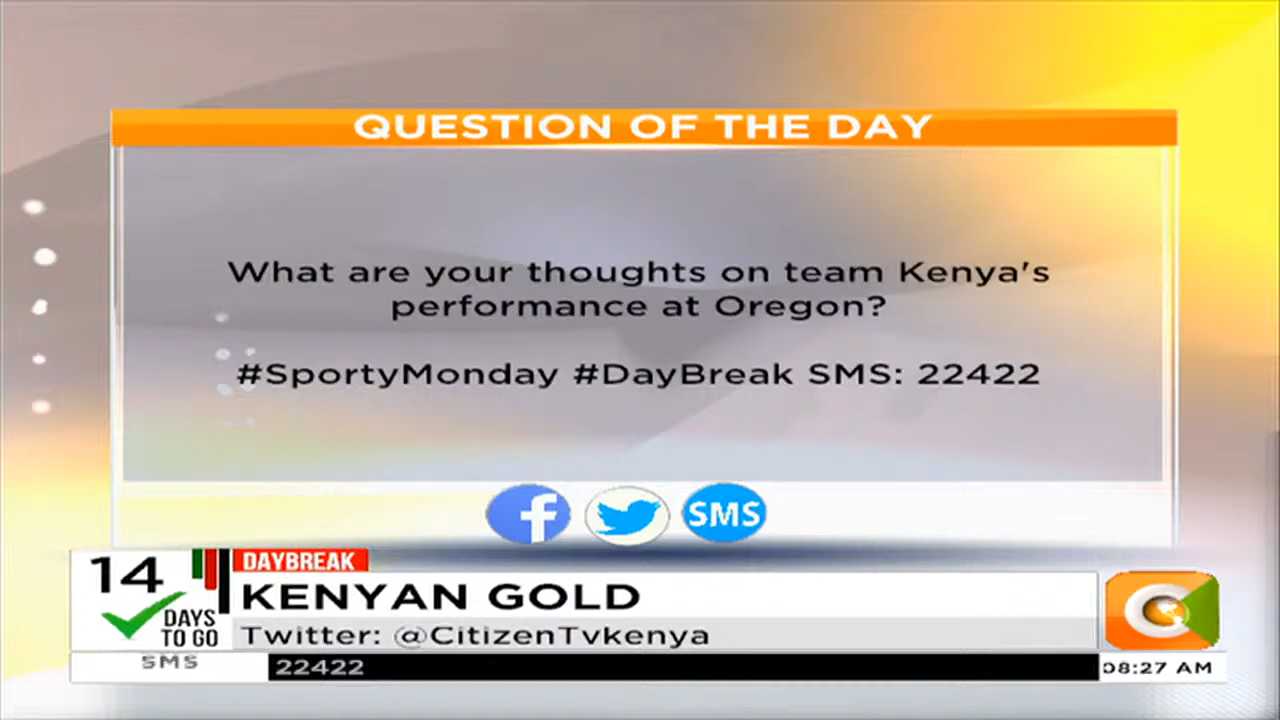 QUESTION OF THE DAY
What are your thoughts on team Kenya's
performance at Oregon?
#SportyMonday #DayBreak SMS: 22422
f
SMS
14
DAYS
TO GO
DAYBREAK
KENYAN GOLD
Twitter: @CitizenTvkenya
SMS
22422
08:27 AM